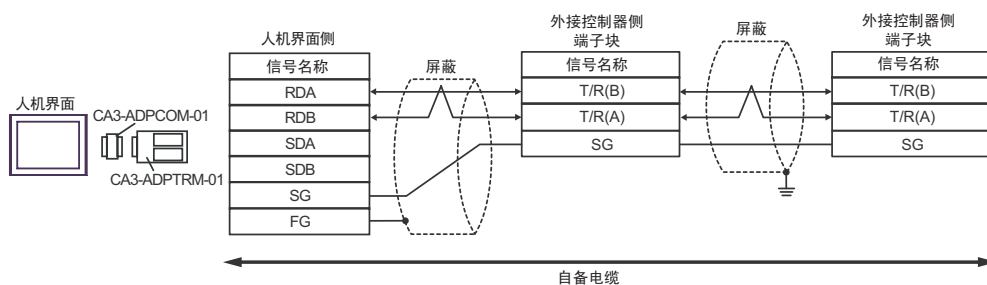 人机界面
CA3-ADPCOM-01
CA3-ADPTRM-01
人机界面侧
信号名称
RDA
RDB
SDA
SDB
SG
FG
屏蔽
外接控制器侧
端子块
信号名称
T/R(B)
T/R(A)
SG
屏蔽
外接控制器侧
端子块
信号名称
T/R(B)
T/R(A)
SG
自备电缆